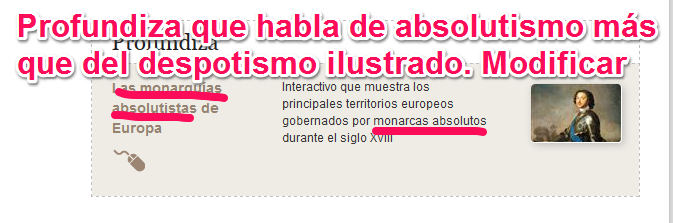 Profundiza que habla de absolutismo más
que del despotismo ilustrado. Modificar
Profundiza
Las monarquías
absolutistas de
Europa
Interactivo que muestra los
principales territorios europeos
gobernados por monarcas absolutos
durante el siglo XVIII